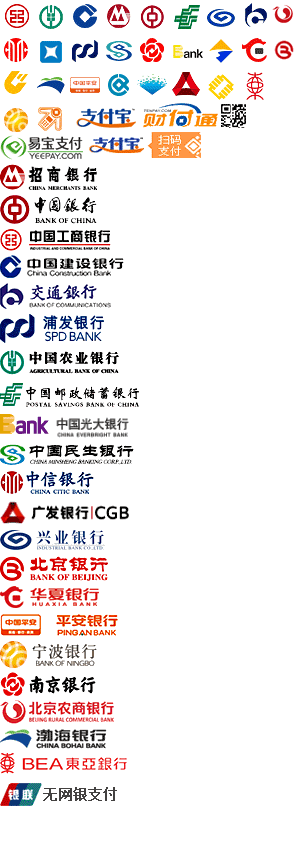 Bank
中国平安
支付宝
TENPAY.COM
财付通
易宝支付
YEEPAY.COM
支付宝
扫码
支付
招商银行
CHINA MERCHANTS BANK
中国银行
BANK OF CHINA
中国工商银行
INDUSTRIAL AND COMMERCIAL BANK OF CHINA
中国建设银行
China Construction Bank
交通银行
BANK OF COMMUNICATIONS
浦发银行
SPD BANK
中国农业银行
AGRICULTURAL BANK OF CHINA
中国邮政储蓄银行
POSTAL SAVINGS BANK OF CHINA
Bank
中国光大银行
CHINA EVERBRIGHT BANK
中国民生银行
CHINA MINSHENG BANKING CORP.,LTD.
中信银行
CHINA CITIC BANK
广发银行|CGB
兴业银行
INDUSTRIAL BANK CO.,LTD.
北京银行
BANK OF BEIJING
华夏银行
HUAXIA BANK
中国平安
平安银行
PING AN BANK
宁波银行
BANK OF NINGBO
南京银行
北京农商银行
BEIJING RURAL COMMERCIAL BANK
渤海银行
CHINA BOHAI BANK
BEA東亞銀行
银联
无网银支付